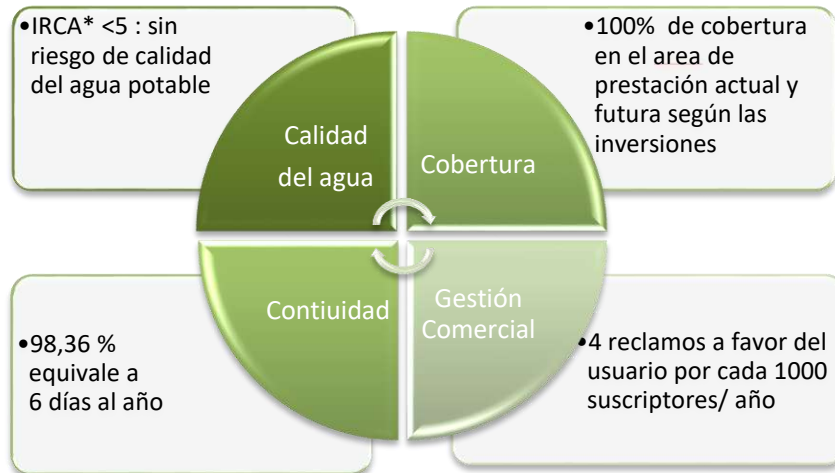 •IRCA* <5 : sin
riesgo de calidad
del agua potable
•100% de cobertura
en el area de
prestación actual y
futura según las
inversiones
Calidad
del agua
Cobertura
Contiuidad
Gestión
Comercial
•98,36 %
equivale a
6 días al año
•4 reclamos a favor del
usuario por cada 1000
suscriptores/ año